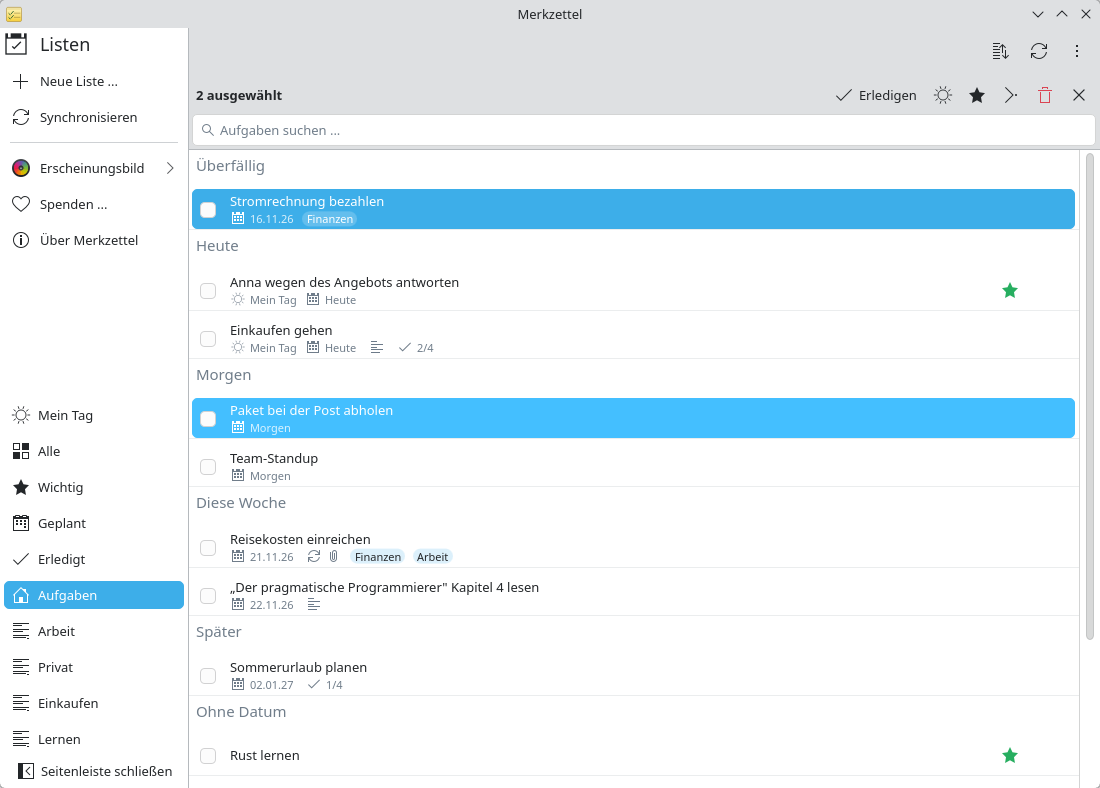 Merkzettel
Listen
Neue Liste ...
Synchronisieren
Erscheinungsbild
Spenden ...
Über Merkzettel
Mein Tag
Alle
Wichtig
Geplant
Erledigt
Aufgaben
Arbeit
Privat
Einkaufen
Lernen
Seitenleiste schließen
2 ausgewählt
Erledigen
Aufgaben suchen ...
Überfällig
Stromrechnung bezahlen
16.11.26 Finanzen
Heute
Anna wegen des Angebots antworten
Mein Tag Heute
Einkaufen gehen
Mein Tag Heute 2/4
Morgen
Paket bei der Post abholen
Morgen
Team-Standup
Morgen
Diese Woche
Reisekosten einreichen
21.11.26 Finanzen Arbeit
„Der pragmatische Programmierer" Kapitel 4 lesen
22.11.26
Später
Sommerurlaub planen
02.01.27 1/4
Ohne Datum
Rust lernen